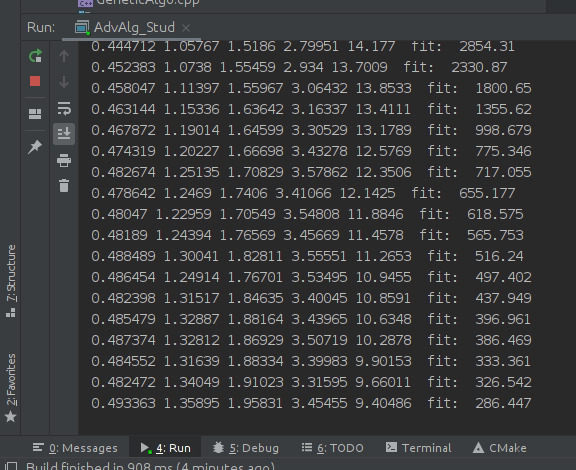 GeneticAlgo.cpp
Run: AdvAlg_Stud
0.444712 1.05767 1.5186 2.79951 14.177 fit: 2854.31
0.452383 1.0738 1.55459 2.934 13.7009 fit: 2330.87
0.458047 1.11397 1.55967 3.06432 13.8533 fit: 1800.65
0.463144 1.15336 1.63642 3.16337 13.4111 fit: 1355.62
0.467872 1.19014 1.64599 3.30529 13.1789 fit: 998.679
0.474319 1.20227 1.66698 3.43278 12.5769 fit: 775.346
0.482674 1.25135 1.70829 3.57862 12.3506 fit: 717.055
0.478642 1.2469 1.7406 3.41066 12.1425 fit: 655.177
0.48047 1.22959 1.70549 3.54808 11.8846 fit: 618.575
0.48189 1.24394 1.76569 3.45669 11.4578 fit: 565.753
0.488489 1.30041 1.82811 3.55551 11.2653 fit: 516.24
0.486454 1.24914 1.76701 3.53495 10.9455 fit: 497.402
0.482398 1.31517 1.84635 3.40045 10.8591 fit: 437.949
0.485479 1.32887 1.88164 3.43965 10.6348 fit: 396.961
0.487374 1.32812 1.86929 3.50719 10.2878 fit: 386.469
0.484552 1.31639 1.88334 3.39983 9.90153 fit: 333.361
0.482472 1.34049 1.91023 3.31595 9.66011 fit: 326.542
0.493363 1.35895 1.95831 3.45455 9.40486 fit: 286.447
7: Structure
2: Favorites
0: Messages 4: Run 5: Debug 6: TODO Terminal CMake
Build finished in 908 ms (4 minutes ago)